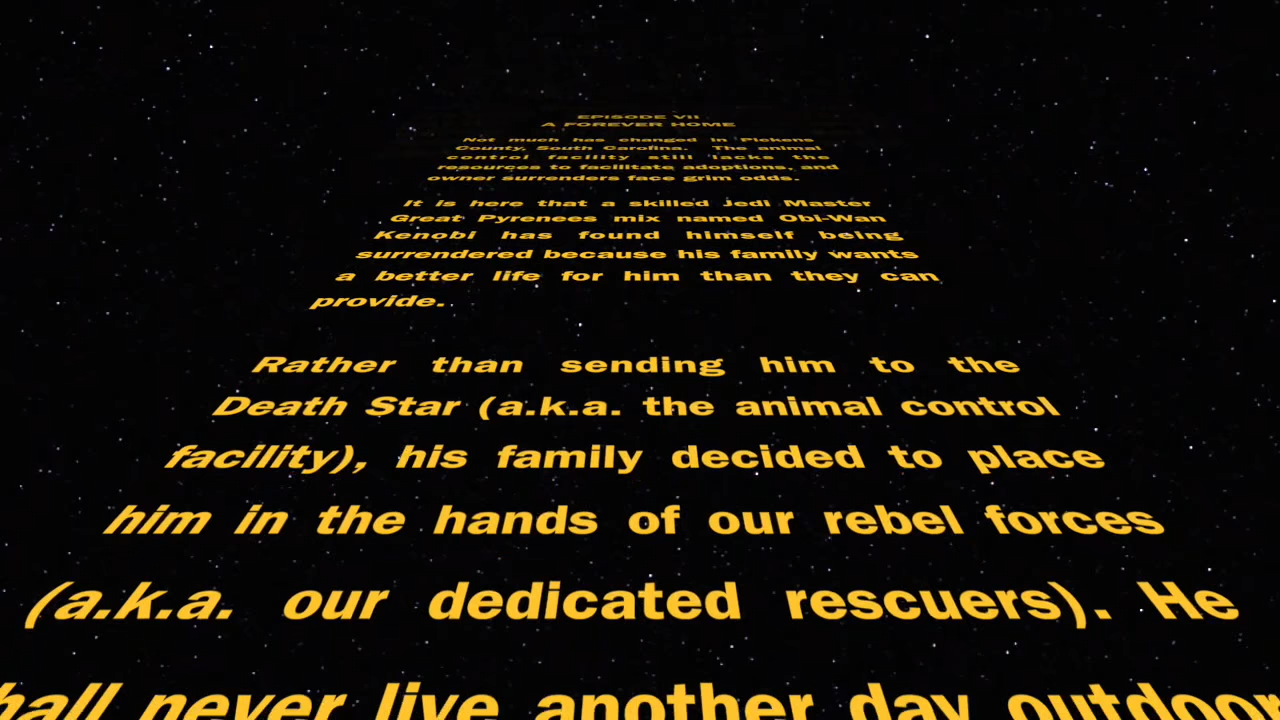 EPISODE VII
A FOREVER HOME
Not much has changed in Pickens
County, South Carolina. The animal
control facility still lacks the
resources to facilitate adoptions, and
owner surrenders face grim odds.
It is here that a skilled Jedi Master
Great Pyrenees mix named Obi-Wan
Kenobi has found himself being
surrendered because his family wants
a better life for him than they can
provide.
Rather than sending him to the
Death Star (a.k.a. the animal control
facility), his family decided to place
him in the hands of our rebel forces
(a.k.a. our dedicated rescuers). He
hall never live another day outdoor